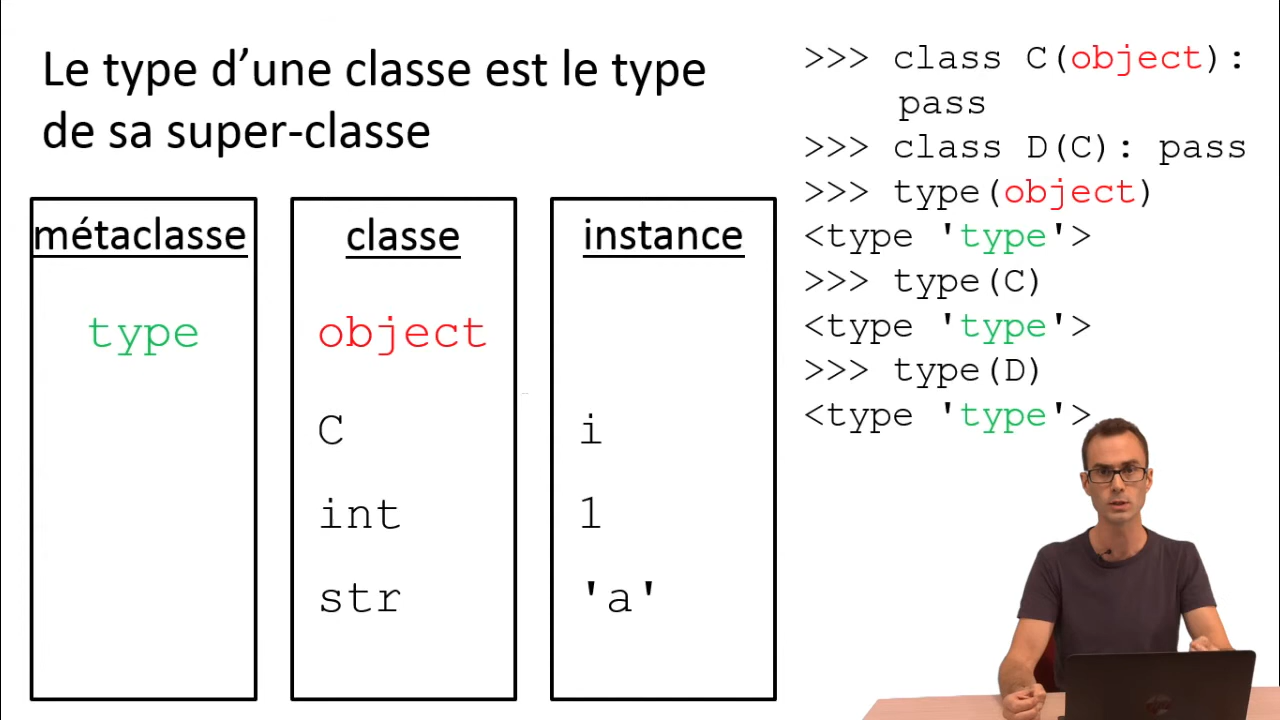 Le type d’une classe est le type
de sa super-classe
métaclasse
type
classe
object
C
int
str
instance
i
1
'a'
>>> class C(object):
pass
>>> class D(C): pass
>>> type(object)
<type 'type'>
>>> type(C)
<type 'type'>
>>> type(D)
<type 'type'>